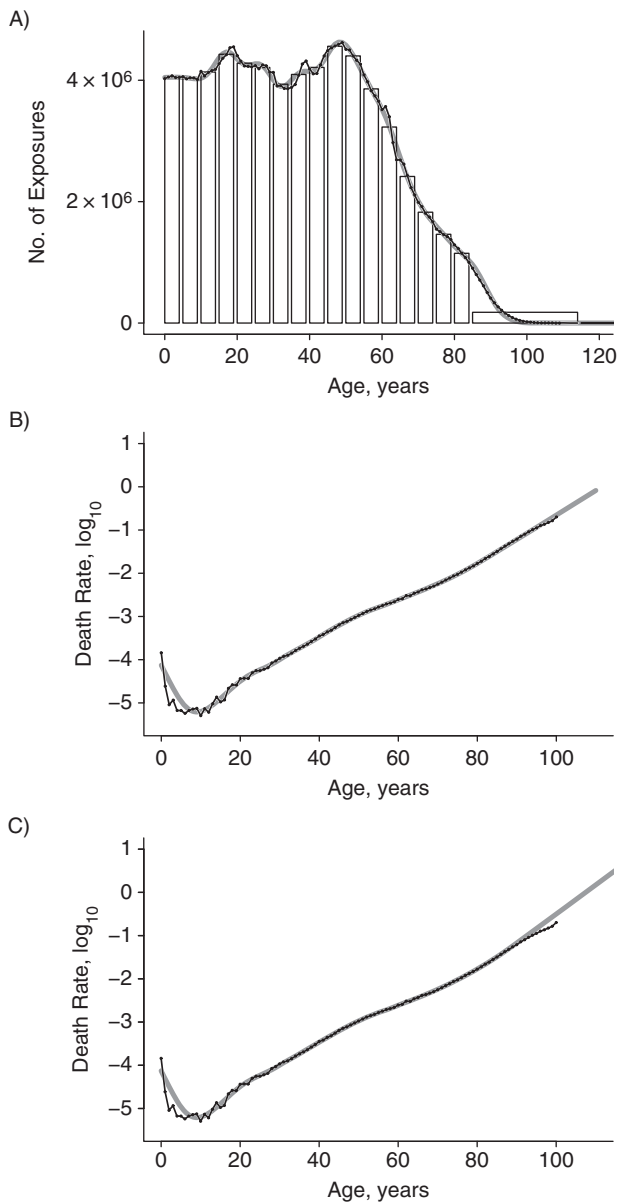 A)
No. of Exposures
4 × 10⁶
2 × 10⁶
0
0 20 40 60 80 100 120
Age, years
B)
Death Rate, log₁₀
1
0
−1
−2
−3
−4
−5
0 20 40 60 80 100
Age, years
C)
Death Rate, log₁₀
1
0
−1
−2
−3
−4
−5
0 20 40 60 80 100
Age, years